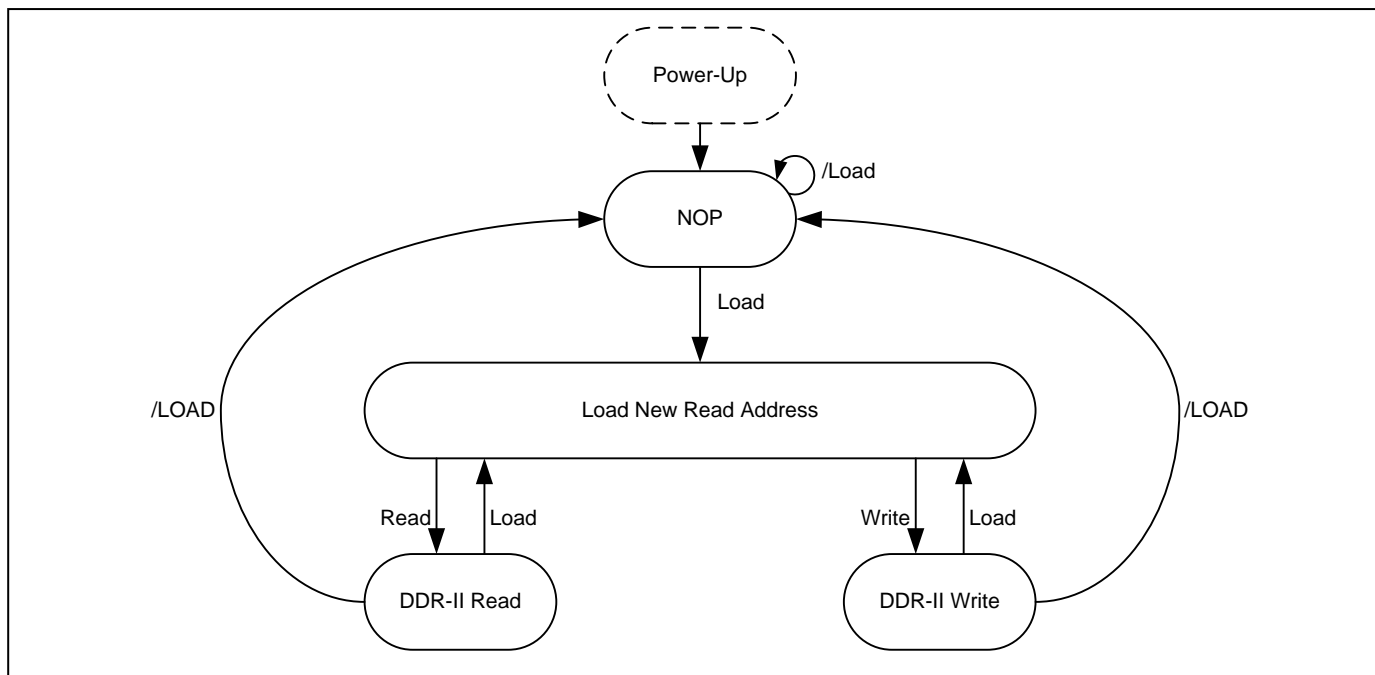 Power-Up
/Load
NOP
Load
/LOAD
Load New Read Address
/LOAD
Read
Load
Write
Load
DDR-II Read
DDR-II Write